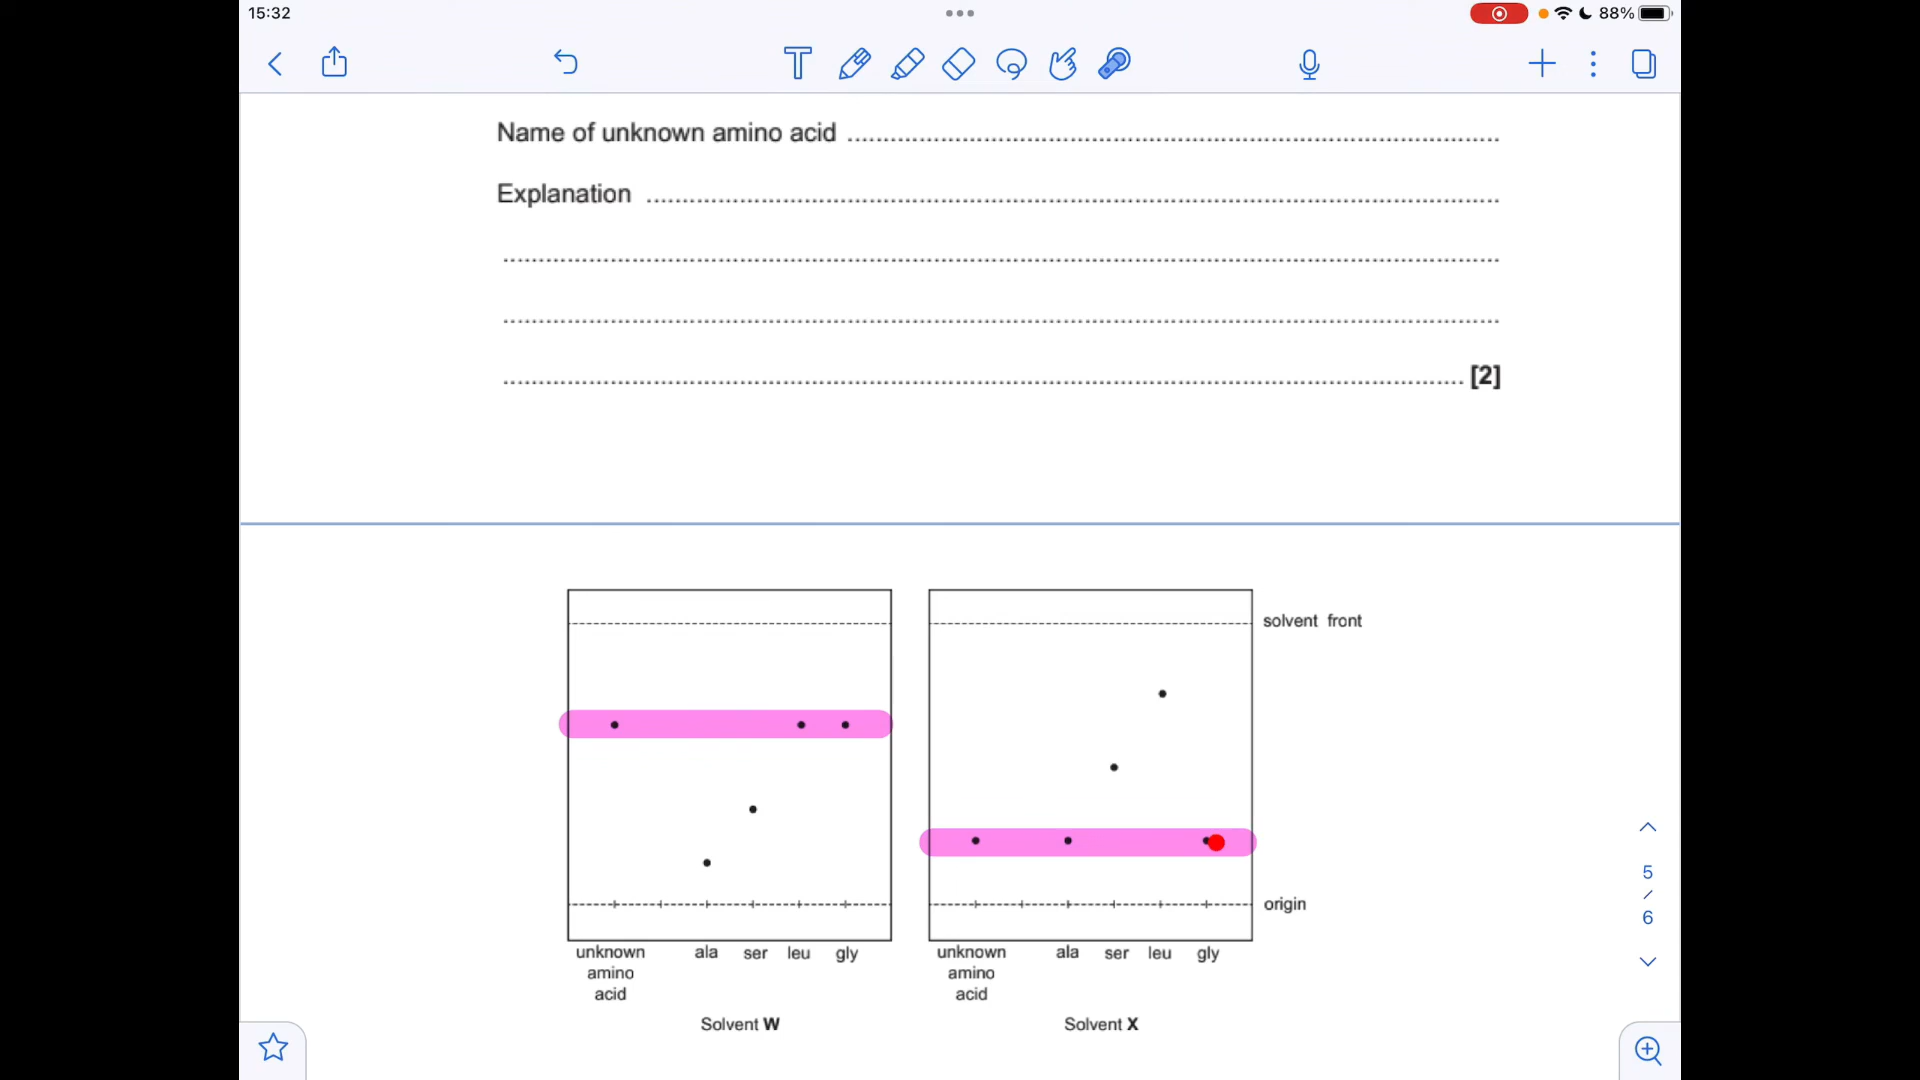 15:32
88%
Name of unknown amino acid ........................................................
Explanation ........................................................
........................................................
........................................................
........................................................ [2]
solvent front
origin
unknown amino acid
ala ser leu gly
Solvent W
unknown amino acid
ala ser leu gly
Solvent X
5
/
6